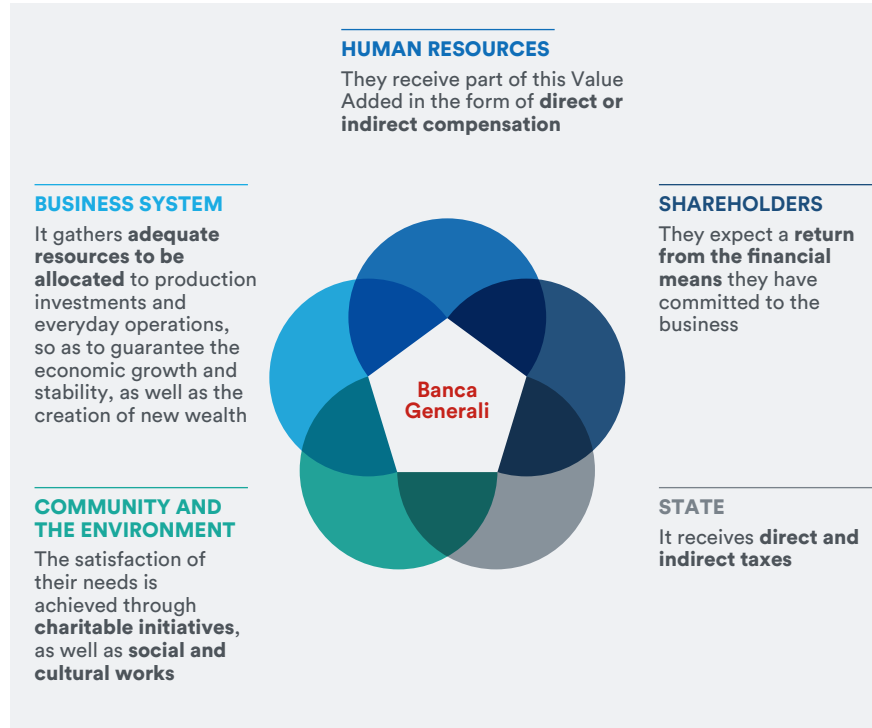 HUMAN RESOURCES
They receive part of this Value
Added in the form of direct or
indirect compensation
BUSINESS SYSTEM
It gathers adequate
resources to be
allocated to production
investments and
everyday operations,
so as to guarantee the
economic growth and
stability, as well as the
creation of new wealth
SHAREHOLDERS
They expect a return
from the financial
means they have
committed to the
business
Banca
Generali
COMMUNITY AND
THE ENVIRONMENT
The satisfaction of
their needs is
achieved through
charitable initiatives,
as well as social and
cultural works
STATE
It receives direct and
indirect taxes